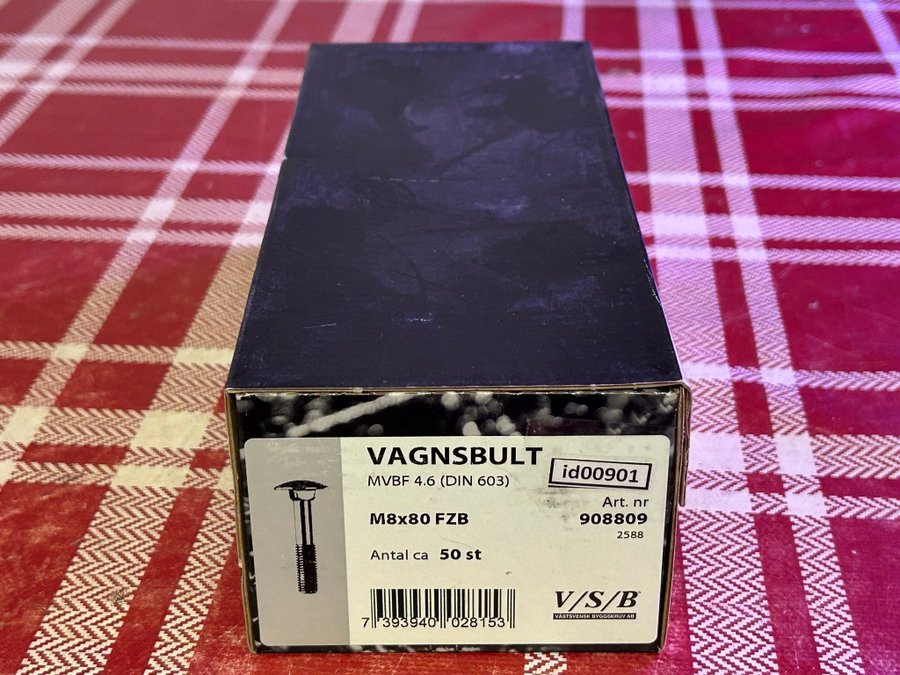 VAGNSBULT
id00901
MVBF 4.6 (DIN 603)
Art. nr
M8x80 FZB
908809
2588
Antal ca 50 st
V/S/B
VÄSTSVENSK BYGGSKRUV AB
7 393940 028153